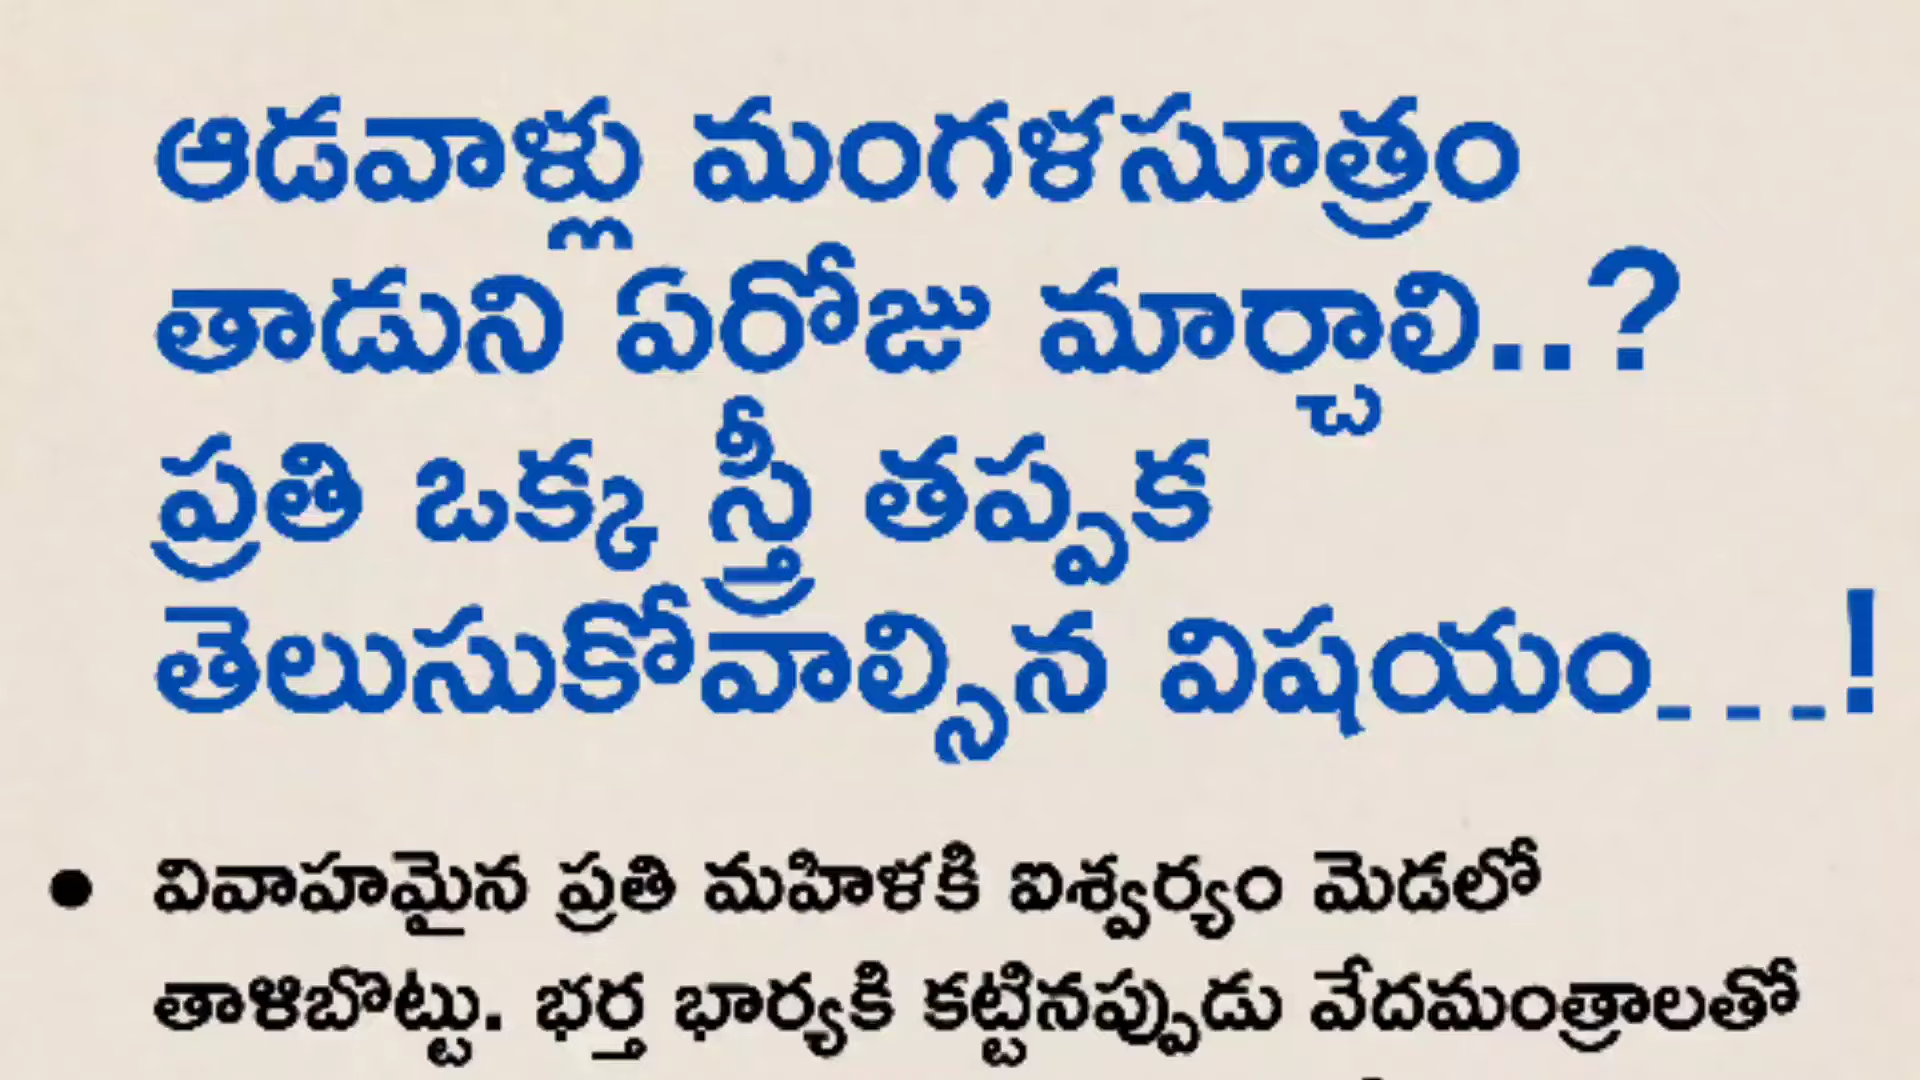 ఆడవాళ్లు మంగళసూత్రం
తాడుని ఏరోజు మార్చాలి..?
ప్రతి ఒక్క స్త్రీ తప్పక
తెలుసుకోవాల్సిన విషయం_ _ _!
• వివాహమైన ప్రతి మహిళకి ఐశ్వర్యం మెడలో
తాళిబొట్టు. భర్త భార్యకి కట్టినప్పుడు వేదమంత్రాలతో